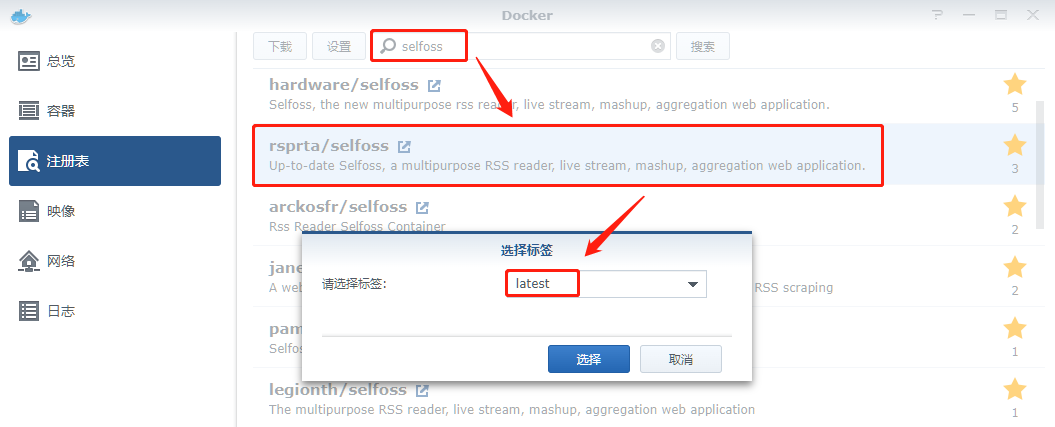 Docker
总览
容器
注册表
映像
网络
日志
下载
设置
selfoss
搜索
hardware/selfoss
Selfoss, the new multipurpose rss reader, live stream, mashup, aggregation web application.
5
rsprta/selfoss
Up-to-date Selfoss, a multipurpose RSS reader, live stream, mashup, aggregation web application.
3
arckosfr/selfoss
Rss Reader Selfoss Container
2
jane
A web
RSS scraping
2
pam
Selfos
1
选择标签
请选择标签:
latest
选择
取消
legionth/selfoss
The multipurpose RSS reader, live stream, mashup, aggregation web application
1